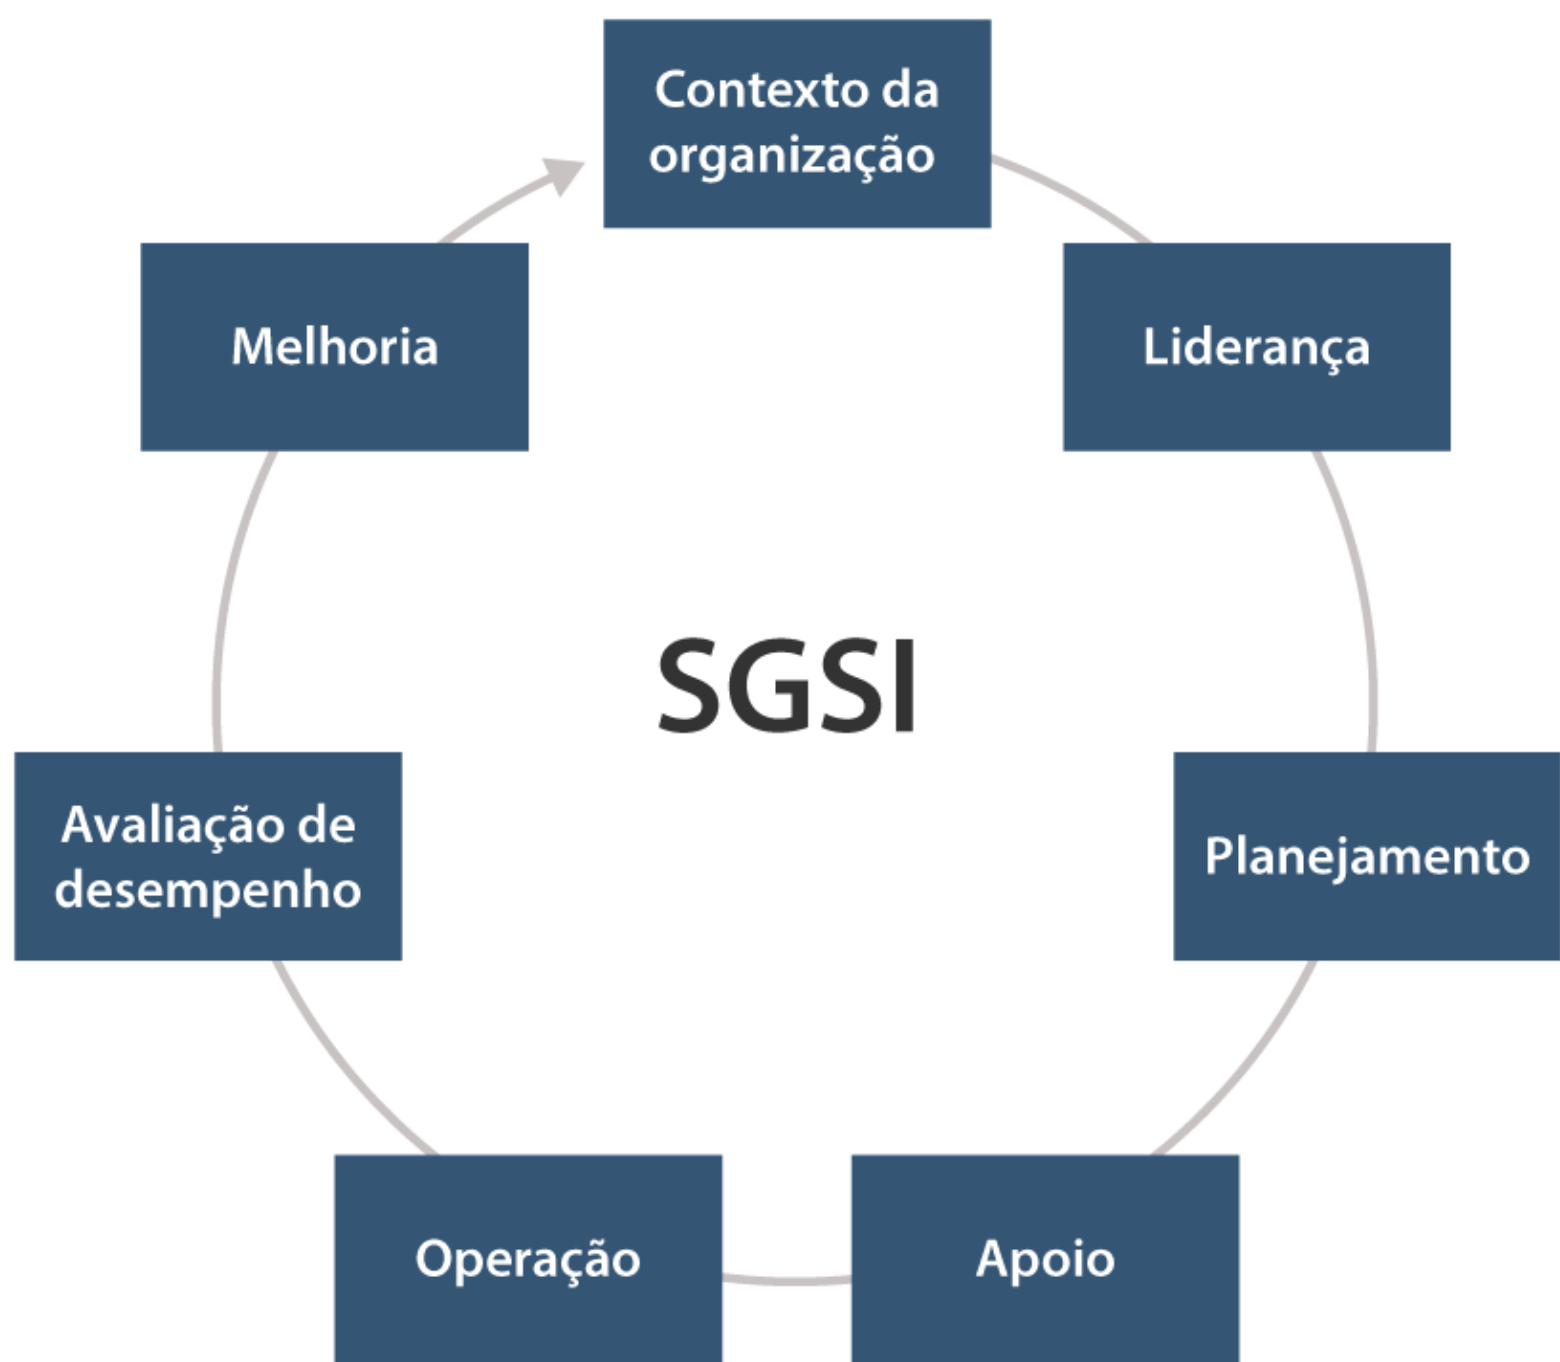 Contexto da
organização
Liderança
Planejamento
Apoio
Operação
Avaliação de
desempenho
Melhoria
SGSI